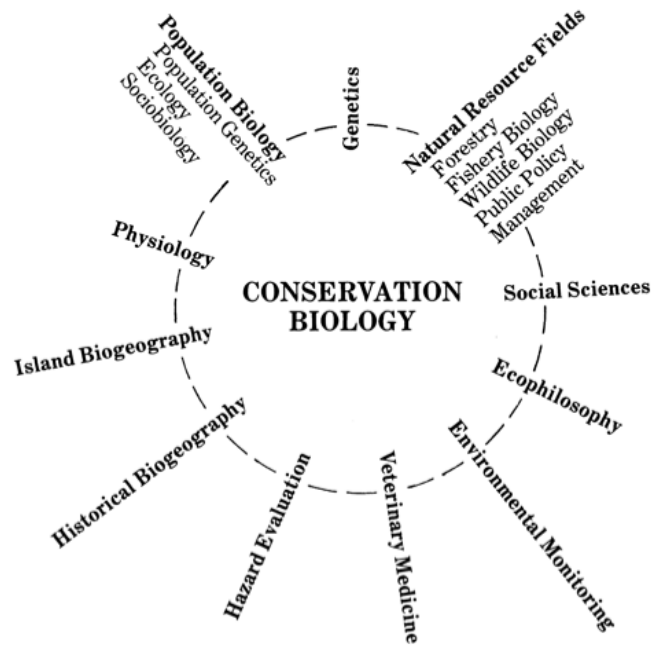 Population Biology
Population Genetics
Ecology
Sociobiology
Genetics
Natural Resource Fields
Forestry
Fishery Biology
Wildlife Biology
Public Policy
Management
Physiology
CONSERVATION
BIOLOGY
Social Sciences
Island Biogeography
Ecophilosophy
Historical Biogeography
Environmental Monitoring
Hazard Evaluation
Veterinary Medicine